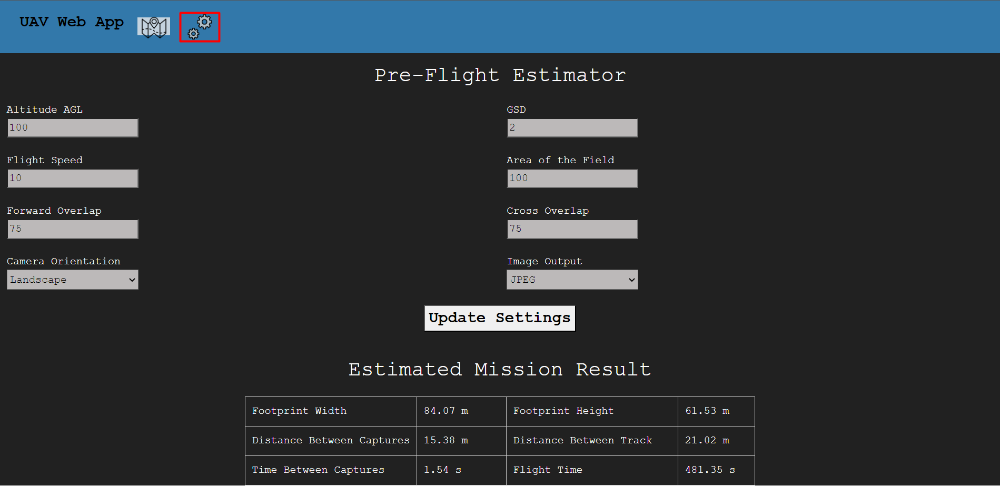 UAV Web App
Pre-Flight Estimator
Altitude AGL
GSD
100
2
Flight Speed
Area of the Field
10
100
Forward Overlap
Cross Overlap
75
75
Camera Orientation
Image Output
Landscape
JPEG
Update Settings
Estimated Mission Result
Footprint Width 84.07 m Footprint Height 61.53 m
Distance Between Captures 15.38 m Distance Between Track 21.02 m
Time Between Captures 1.54 s Flight Time 481.35 s